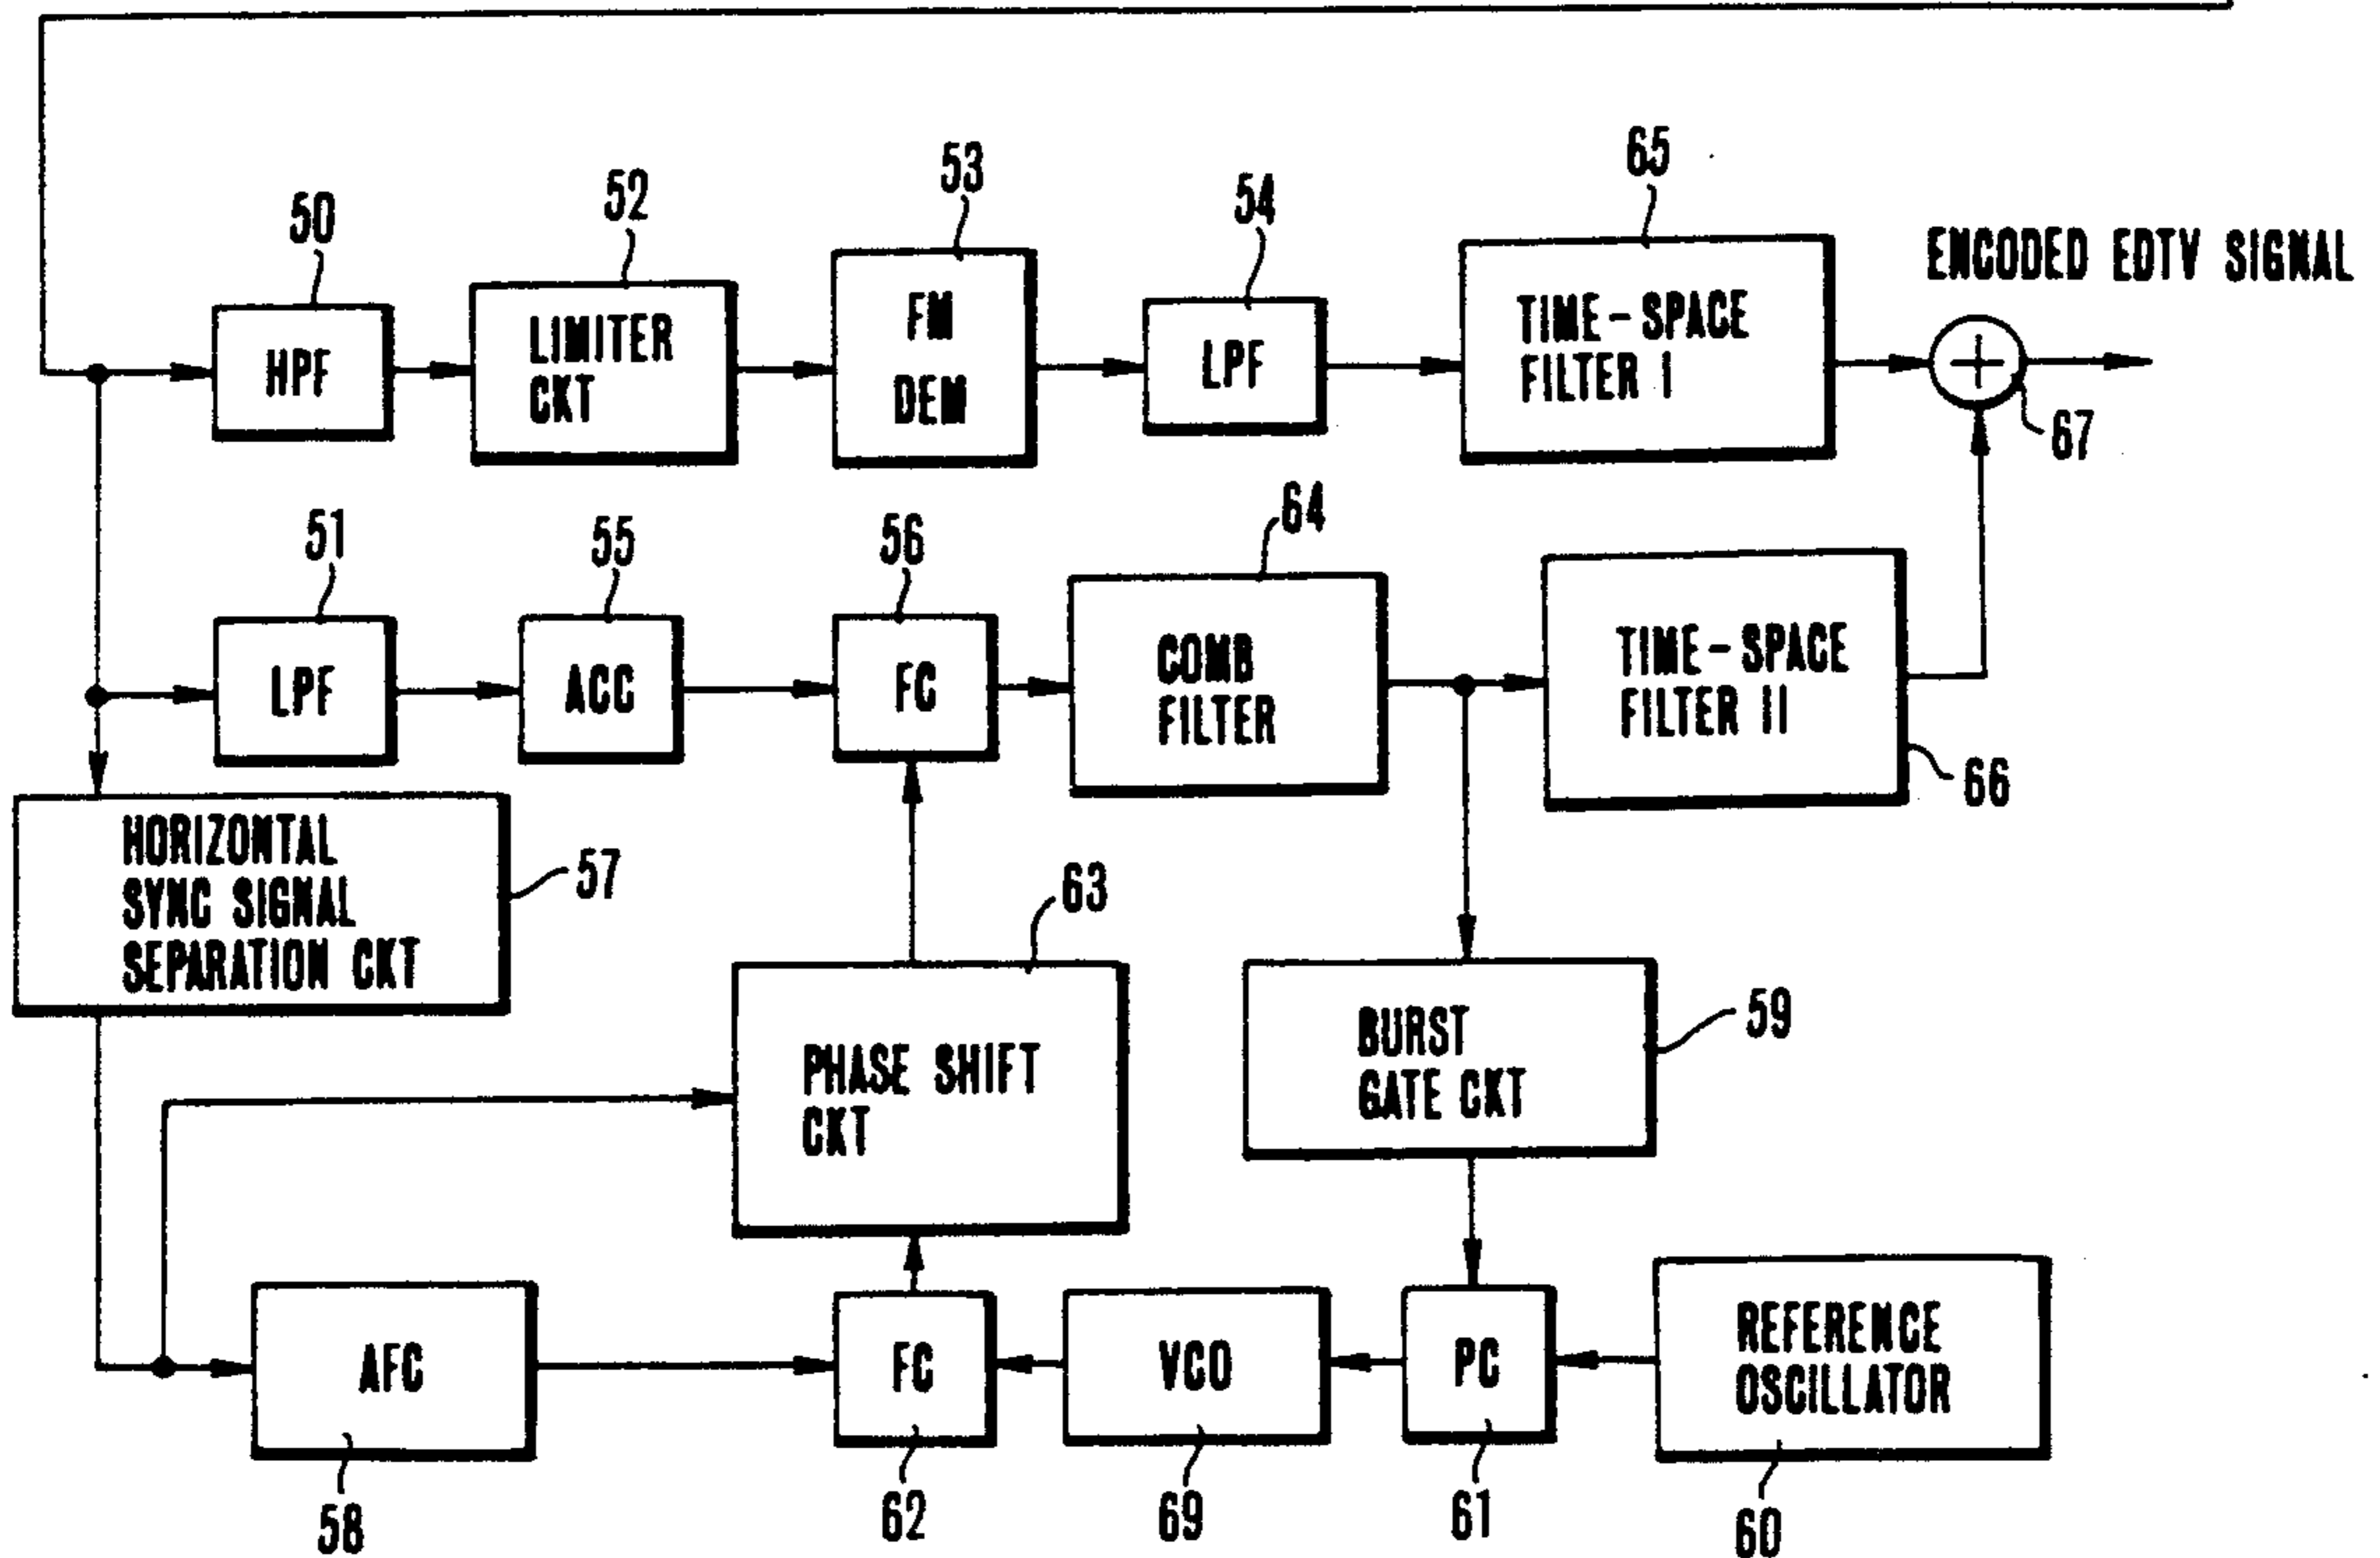 50
52
53
54
65
ENCODED EDTV SIGNAL
HPF
LIMITER
CKT
FM
DEM
LPF
TIME-SPACE
FILTER I
+
67
51
55
56
64
LPF
ACC
FC
COMB
FILTER
TIME-SPACE
FILTER II
66
HORIZONTAL
SYNC SIGNAL
SEPARATION CKT
57
63
PHASE SHIFT
CKT
BURST
GATE CKT
59
AFC
FC
VCO
PC
REFERENCE
OSCILLATOR
58
62
69
61
60